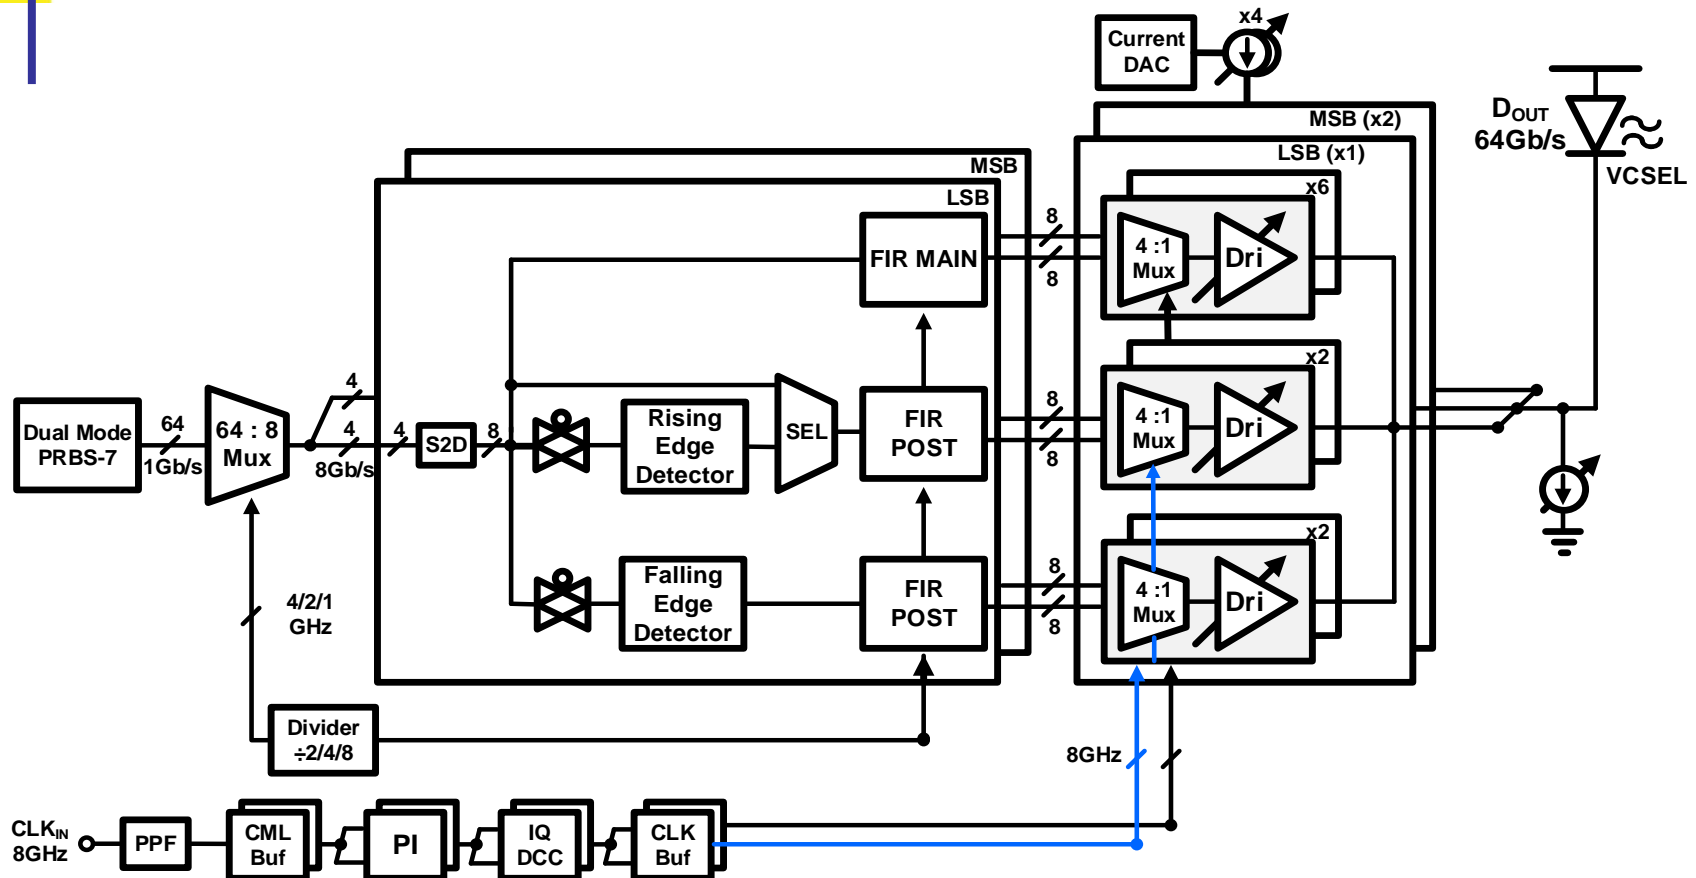 x4
Current
DAC
MSB (x2)
LSB (x1)
D_OUT
64Gb/s
VCSEL
MSB
LSB
x6
8
8
4 :1
Mux
Dri
FIR MAIN
x2
8
8
4 :1
Mux
Dri
Dual Mode
PRBS-7
64
1Gb/s
64 : 8
Mux
4
4
8Gb/s
4
S2D
8
Rising
Edge
Detector
SEL
FIR
POST
x2
8
8
4 :1
Mux
Dri
Falling
Edge
Detector
FIR
POST
4/2/1
GHz
Divider
÷2/4/8
8GHz
CLK_IN
8GHz
PPF
CML
Buf
PI
IQ
DCC
CLK
Buf